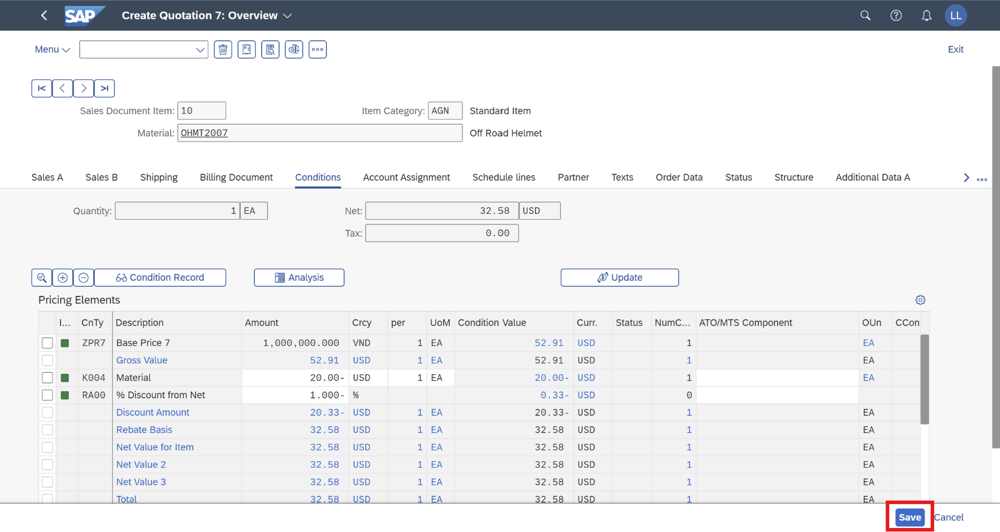 SAP Create Quotation 7: Overview LL
Menu Exit
Sales Document Item: 10 Item Category: AGN Standard Item
Material: OHMT2007 Off Road Helmet
Sales A Sales B Shipping Billing Document Conditions Account Assignment Schedule lines Partner Texts Order Data Status Structure Additional Data A
Quantity: 1 EA Net: 32.58 USD
Tax: 0.00
Condition Record Analysis Update
Pricing Elements
I... CnTy Description Amount Crcy per UoM Condition Value Curr. Status NumC... ATO/MTS Component OUn CCon
ZPR7 Base Price 7 1,000,000.000 VND 1 EA 52.91 USD 1 EA
Gross Value 52.91 USD 1 EA 52.91 USD 1 EA
K004 Material 20.00- USD 1 EA 20.00- USD 1 EA
RA00 % Discount from Net 1.000- % 0.33- USD 0
Discount Amount 20.33- USD 1 EA 20.33- USD 1 EA
Rebate Basis 32.58 USD 1 EA 32.58 USD 1 EA
Net Value for Item 32.58 USD 1 EA 32.58 USD 1 EA
Net Value 2 32.58 USD 1 EA 32.58 USD 1 EA
Net Value 3 32.58 USD 1 EA 32.58 USD 1 EA
Total 32.58 USD 1 EA 32.58 USD 1 EA
Save Cancel